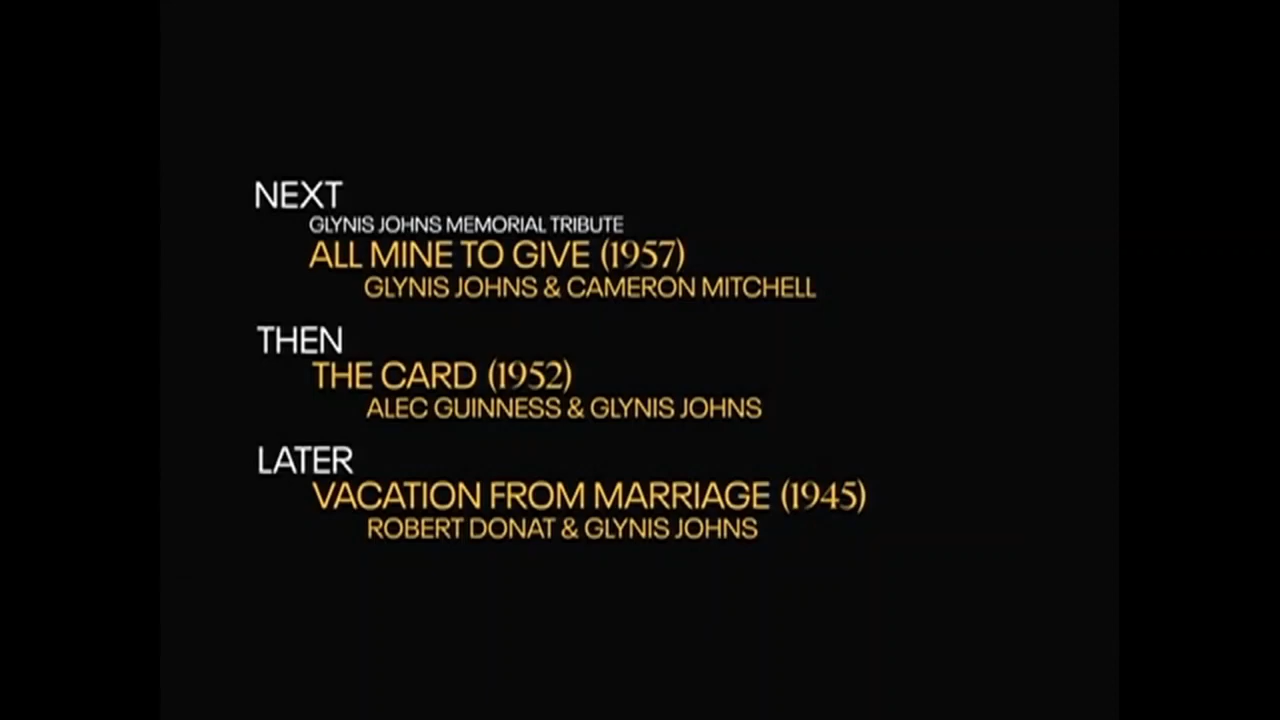 NEXT
GLYNIS JOHNS MEMORIAL TRIBUTE
ALL MINE TO GIVE (1957)
GLYNIS JOHNS & CAMERON MITCHELL
THEN
THE CARD (1952)
ALEC GUINNESS & GLYNIS JOHNS
LATER
VACATION FROM MARRIAGE (1945)
ROBERT DONAT & GLYNIS JOHNS